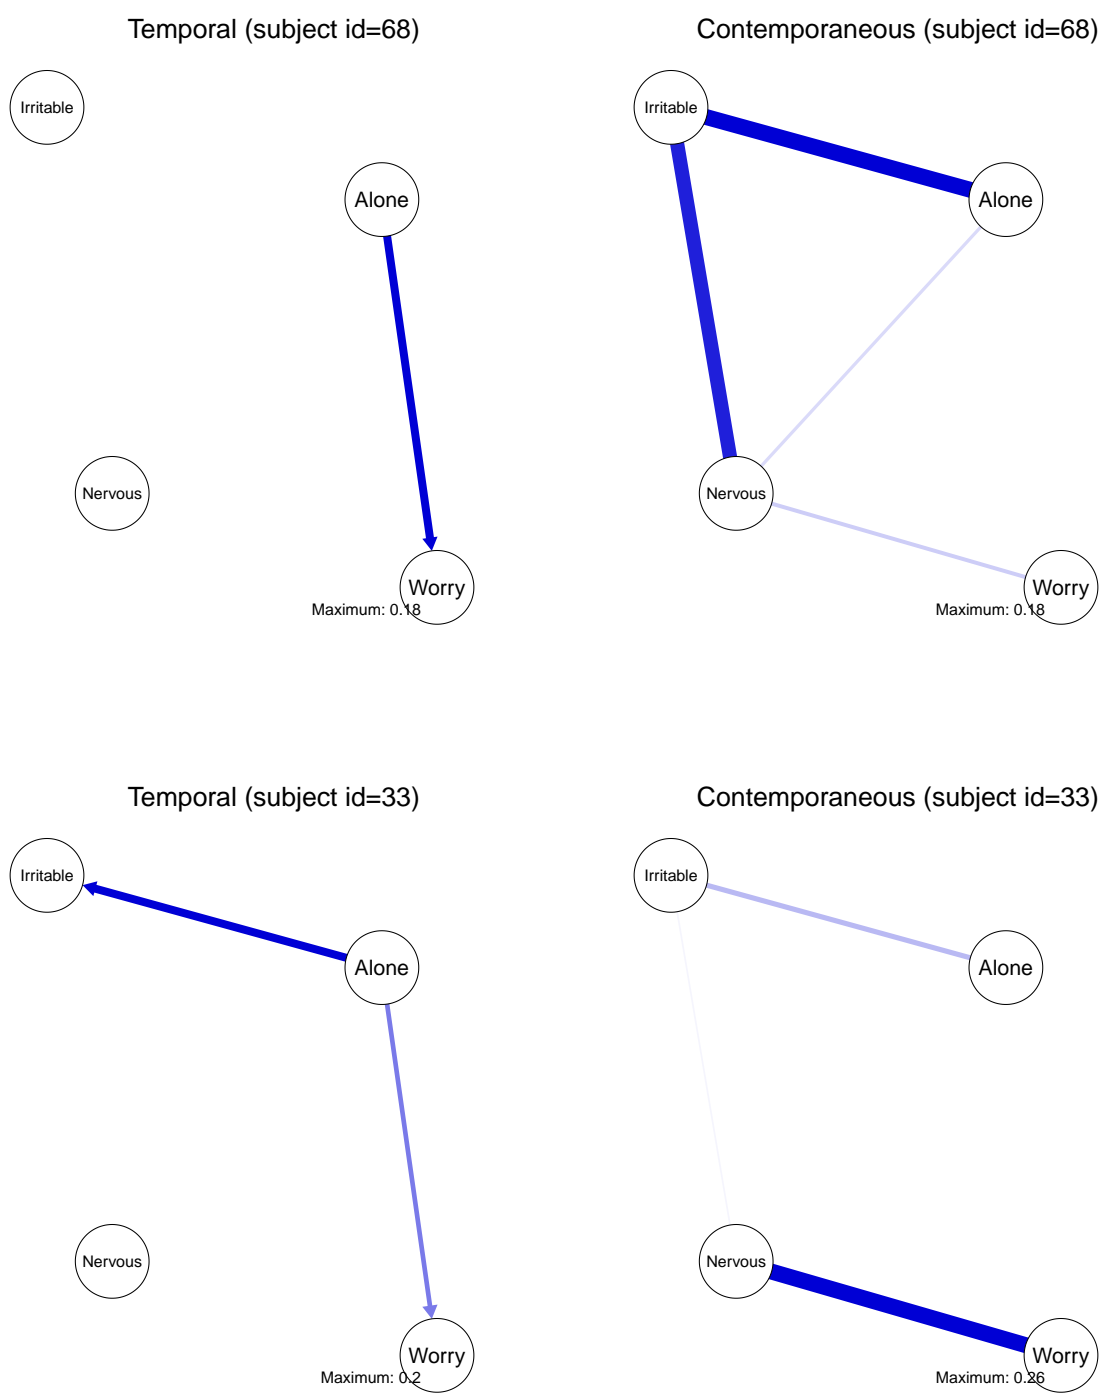 Temporal (subject id=68)
Irritable
Alone
Nervous
Worry
Maximum: 0.18
Contemporaneous (subject id=68)
Irritable
Alone
Nervous
Worry
Maximum: 0.18
Temporal (subject id=33)
Irritable
Alone
Nervous
Worry
Maximum: 0.2
Contemporaneous (subject id=33)
Irritable
Alone
Nervous
Worry
Maximum: 0.26